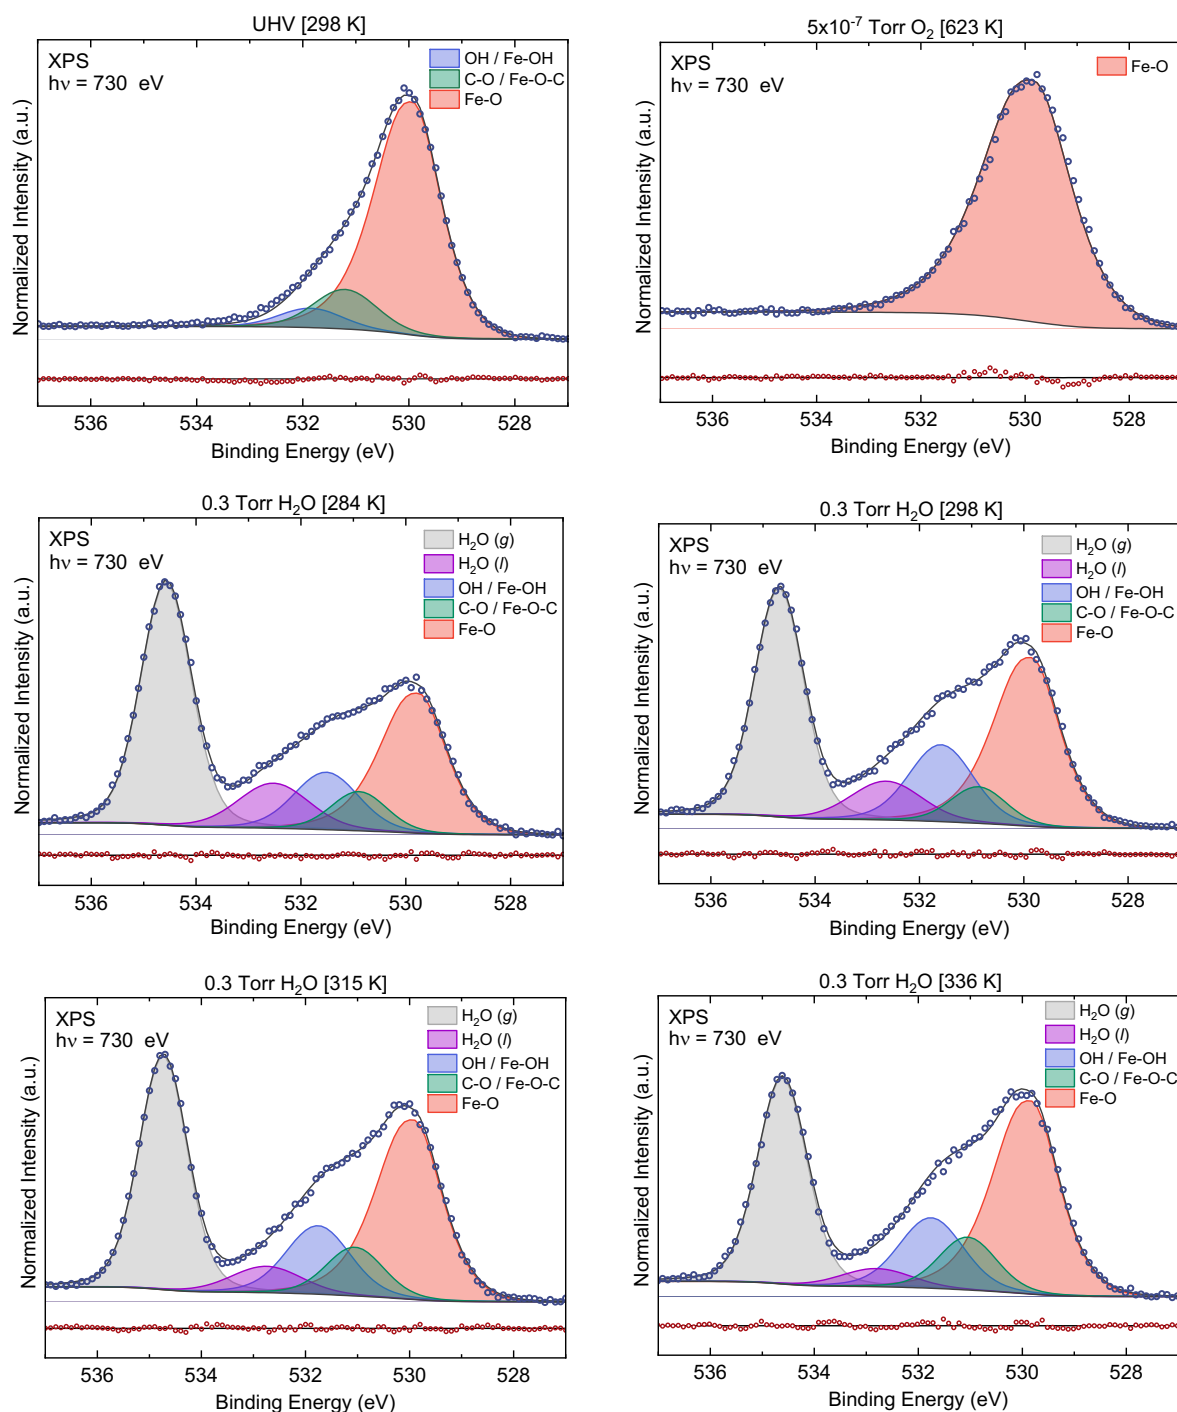 UHV [298 K]
XPS
hν = 730 eV
OH / Fe-OH
C-O / Fe-O-C
Fe-O
Normalized Intensity (a.u.)
536 534 532 530 528
Binding Energy (eV)
5x10⁻⁷ Torr O₂ [623 K]
XPS
hν = 730 eV
Fe-O
Normalized Intensity (a.u.)
536 534 532 530 528
Binding Energy (eV)
0.3 Torr H₂O [284 K]
XPS
hν = 730 eV
H₂O (g)
H₂O (l)
OH / Fe-OH
C-O / Fe-O-C
Fe-O
Normalized Intensity (a.u.)
536 534 532 530 528
Binding Energy (eV)
0.3 Torr H₂O [298 K]
XPS
hν = 730 eV
H₂O (g)
H₂O (l)
OH / Fe-OH
C-O / Fe-O-C
Fe-O
Normalized Intensity (a.u.)
536 534 532 530 528
Binding Energy (eV)
0.3 Torr H₂O [315 K]
XPS
hν = 730 eV
H₂O (g)
H₂O (l)
OH / Fe-OH
C-O / Fe-O-C
Fe-O
Normalized Intensity (a.u.)
536 534 532 530 528
Binding Energy (eV)
0.3 Torr H₂O [336 K]
XPS
hν = 730 eV
H₂O (g)
H₂O (l)
OH / Fe-OH
C-O / Fe-O-C
Fe-O
Normalized Intensity (a.u.)
536 534 532 530 528
Binding Energy (eV)